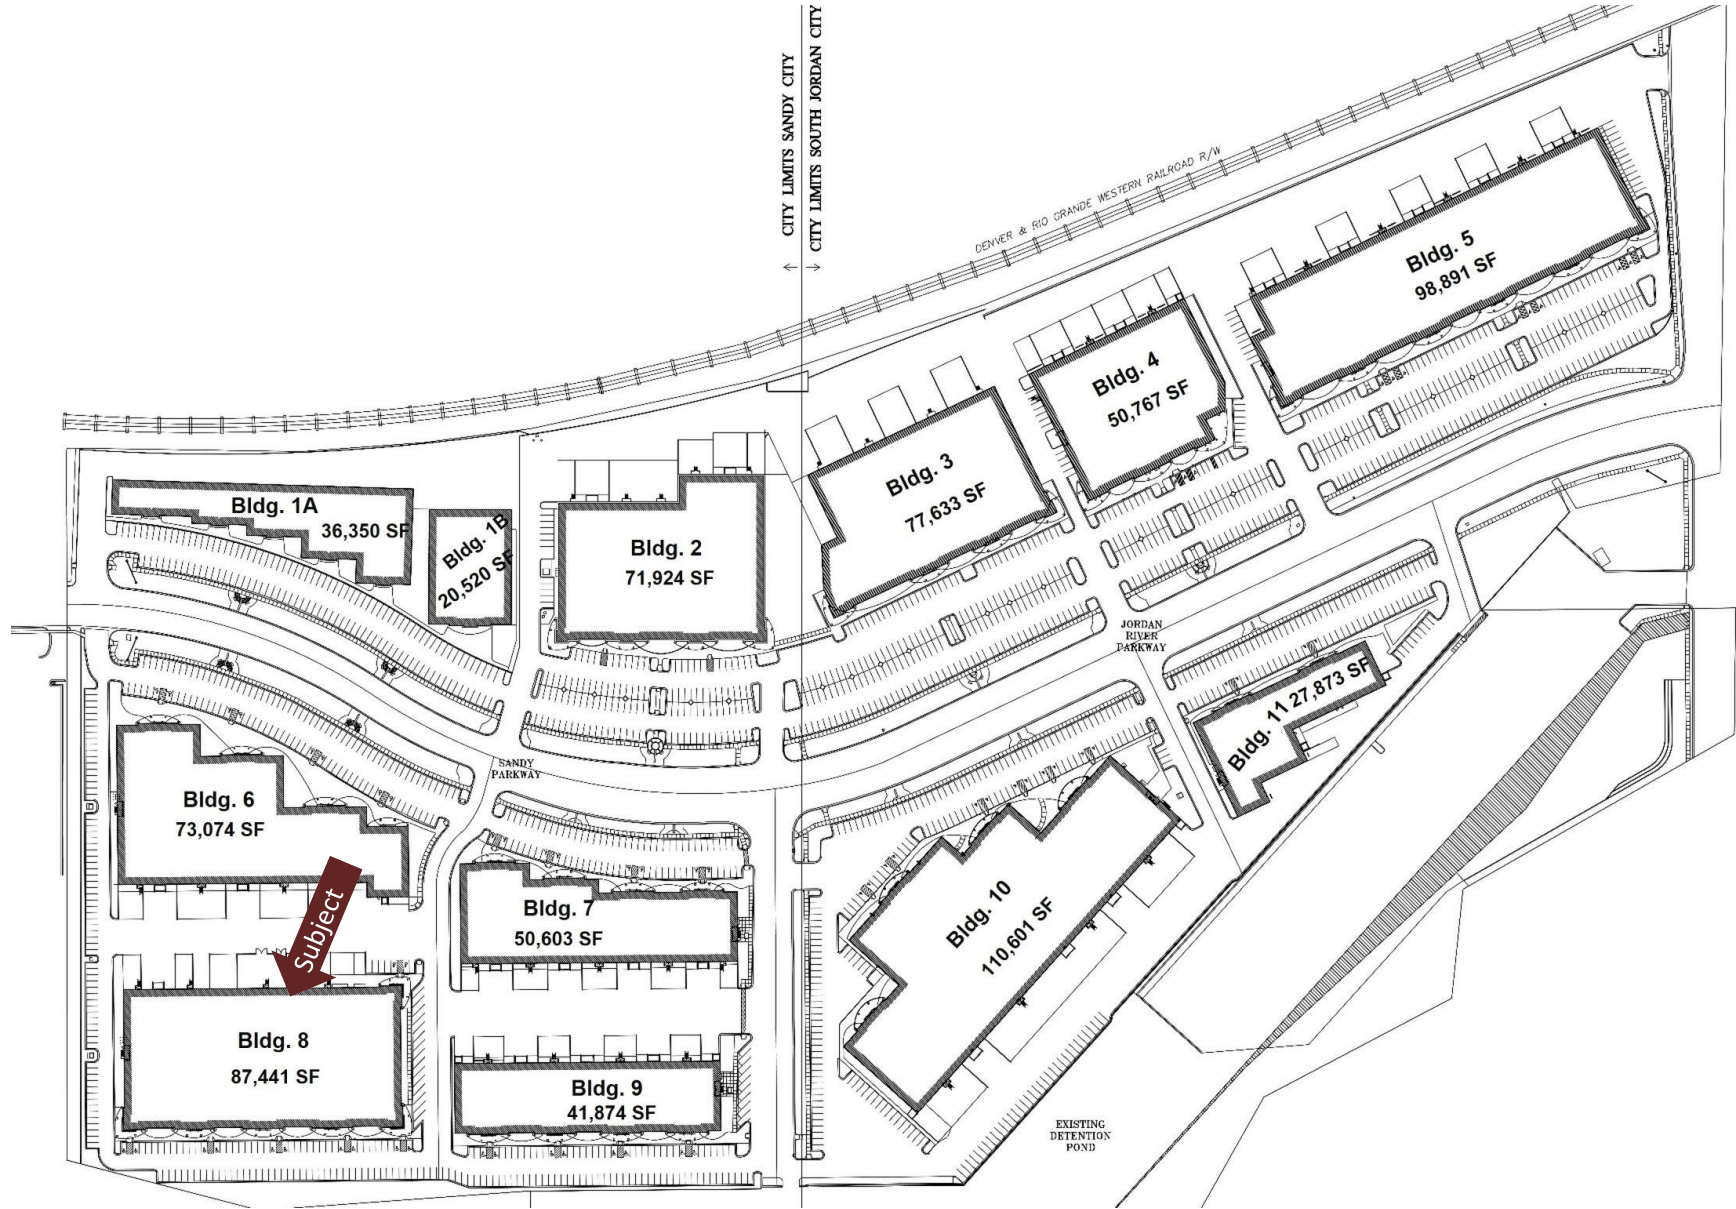 CITY LIMITS SANDY CITY
CITY LIMITS SOUTH JORDAN CITY
DENVER & RIO GRANDE WESTERN RAILROAD R/W
Bldg. 5
98,891 SF
Bldg. 4
50,767 SF
Bldg. 3
77,633 SF
Bldg. 1A
36,350 SF
Bldg. 1B
20,520 SF
Bldg. 2
71,924 SF
JORDAN
RIVER
PARKWAY
Bldg. 11 27,873 SF
SANDY
PARKWAY
Bldg. 6
73,074 SF
Subject
Bldg. 7
50,603 SF
Bldg. 10
110,601 SF
Bldg. 8
87,441 SF
Bldg. 9
41,874 SF
EXISTING
DETENTION
POND